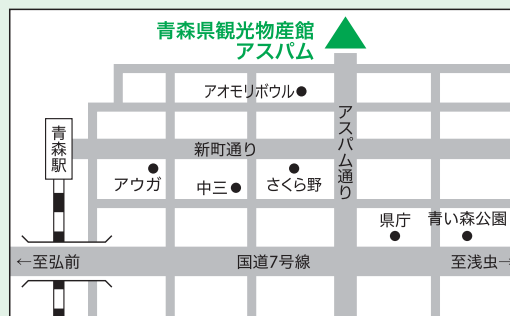 青森県観光物産館
アスパム
アオモリボウル
アスパム通り
新町通り
青森駅
アウガ
中三
さくら野
県庁
青い森公園
←至弘前
国道7号線
至浅虫→